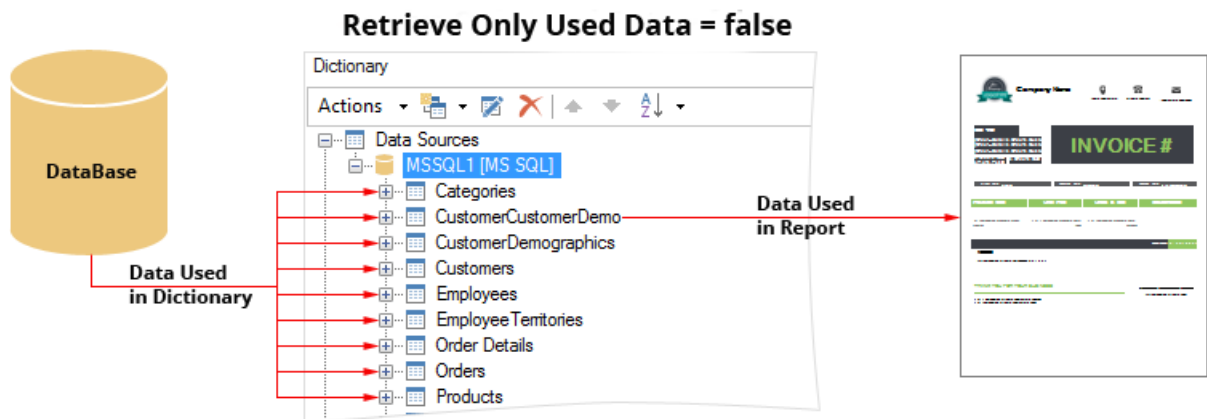 Retrieve Only Used Data = false
Dictionary
Actions
Data Sources
MSSQL1 [MS SQL]
Categories
CustomerCustomerDemo
CustomerDemographics
Customers
Employees
EmployeeTerritories
Order Details
Orders
Products
DataBase
Data Used
in Dictionary
Data Used
in Report
Company Name
INVOICE #